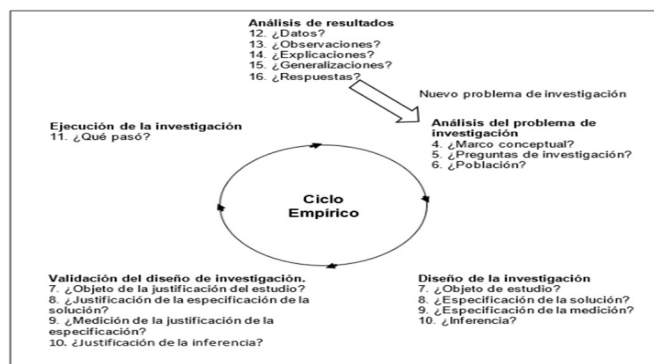 Análisis de resultados
12. ¿Datos?
13. ¿Observaciones?
14. ¿Explicaciones?
15. ¿Generalizaciones?
16. ¿Respuestas?
Nuevo problema de investigación
Análisis del problema de
investigación
4. ¿Marco conceptual?
5. ¿Preguntas de investigación?
6. ¿Población?
Ejecución de la investigación
11. ¿Qué pasó?
Ciclo
Empírico
Validación del diseño de investigación.
7. ¿Objeto de la justificación del estudio?
8. ¿Justificación de la especificación de la
solución?
9. ¿Medición de la justificación de la
especificación?
10. ¿Justificación de la inferencia?
Diseño de la investigación
7. ¿Objeto de estudio?
8. ¿Especificación de la solución?
9. ¿Especificación de la medición?
10. ¿Inferencia?